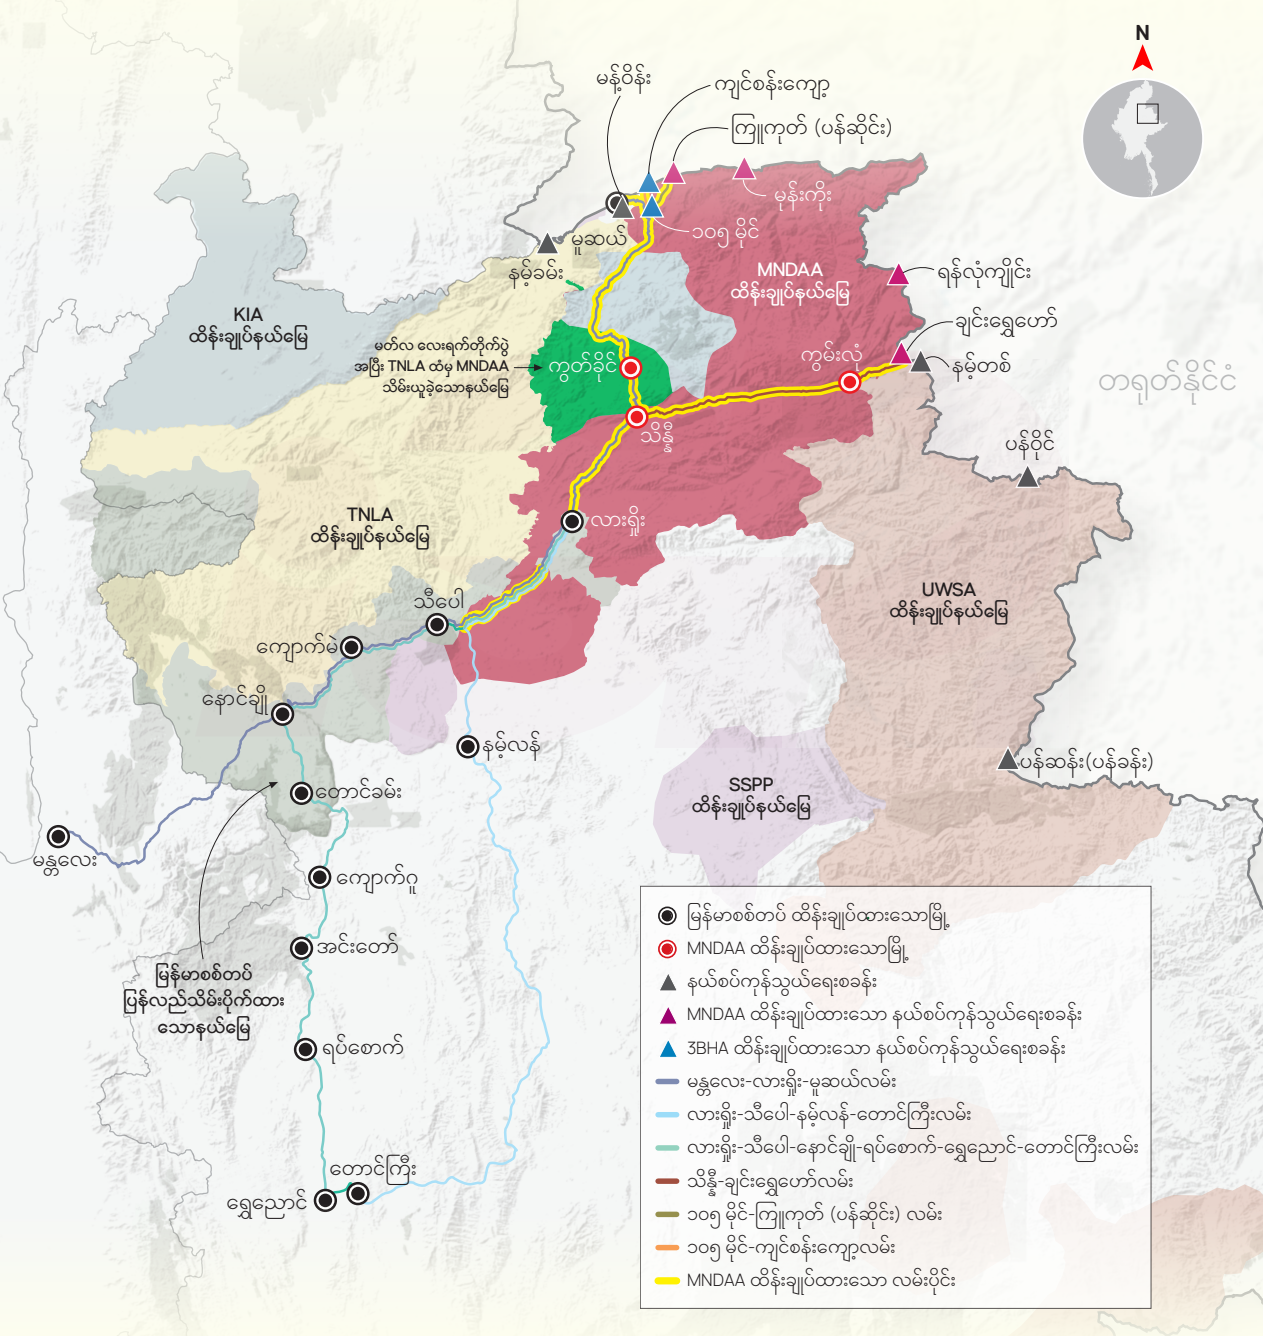 N
မန့်ဝိန်း
ကျင်စန်းကျော့
ကြူကုတ် (ပန်ဆိုင်း)
မုန်းကိုး
၁၀၅ မိုင်
မူဆယ်
နမ့်ခမ်း
MNDAA
ထိန်းချုပ်နယ်မြေ
ရန်လုံကျိုင်း
ချင်းရွှေဟော်
KIA
ထိန်းချုပ်နယ်မြေ
မတ်လ လေးရက်တိုက်ပွဲ
အပြီး TNLA ထံမှ MNDAA
သိမ်းယူခဲ့သောနယ်မြေ
ကွတ်ခိုင်
ကွမ်းလုံ
နမ့်တစ်
တရုတ်နိုင်ငံ
သိန္နီ
ပန်ဝိုင်
TNLA
ထိန်းချုပ်နယ်မြေ
လားရှိုး
UWSA
ထိန်းချုပ်နယ်မြေ
သီပေါ
ကျောက်မဲ
နောင်ချို
နမ့်လန်
ပန်ဆန်း(ပန်ခန်း)
SSPP
ထိန်းချုပ်နယ်မြေ
တောင်ခမ်း
မန္တလေး
ကျောက်ဂူ
အင်းတော်
မြန်မာစစ်တပ်
ပြန်လည်သိမ်းပိုက်ထား
သောနယ်မြေ
ရပ်စောက်
တောင်ကြီး
ရွှေညောင်
မြန်မာစစ်တပ် ထိန်းချုပ်ထားသောမြို့
MNDAA ထိန်းချုပ်ထားသောမြို့
နယ်စပ်ကုန်သွယ်ရေးစခန်း
MNDAA ထိန်းချုပ်ထားသော နယ်စပ်ကုန်သွယ်ရေးစခန်း
3BHA ထိန်းချုပ်ထားသော နယ်စပ်ကုန်သွယ်ရေးစခန်း
မန္တလေး-လားရှိုး-မူဆယ်လမ်း
လားရှိုး-သီပေါ-နမ့်လန်-တောင်ကြီးလမ်း
လားရှိုး-သီပေါ-နောင်ချို-ရပ်စောက်-ရွှေညောင်-တောင်ကြီးလမ်း
သိန္နီ-ချင်းရွှေဟော်လမ်း
၁၀၅ မိုင်-ကြူကုတ် (ပန်ဆိုင်း) လမ်း
၁၀၅ မိုင်-ကျင်စန်းကျော့လမ်း
MNDAA ထိန်းချုပ်ထားသော လမ်းပိုင်း